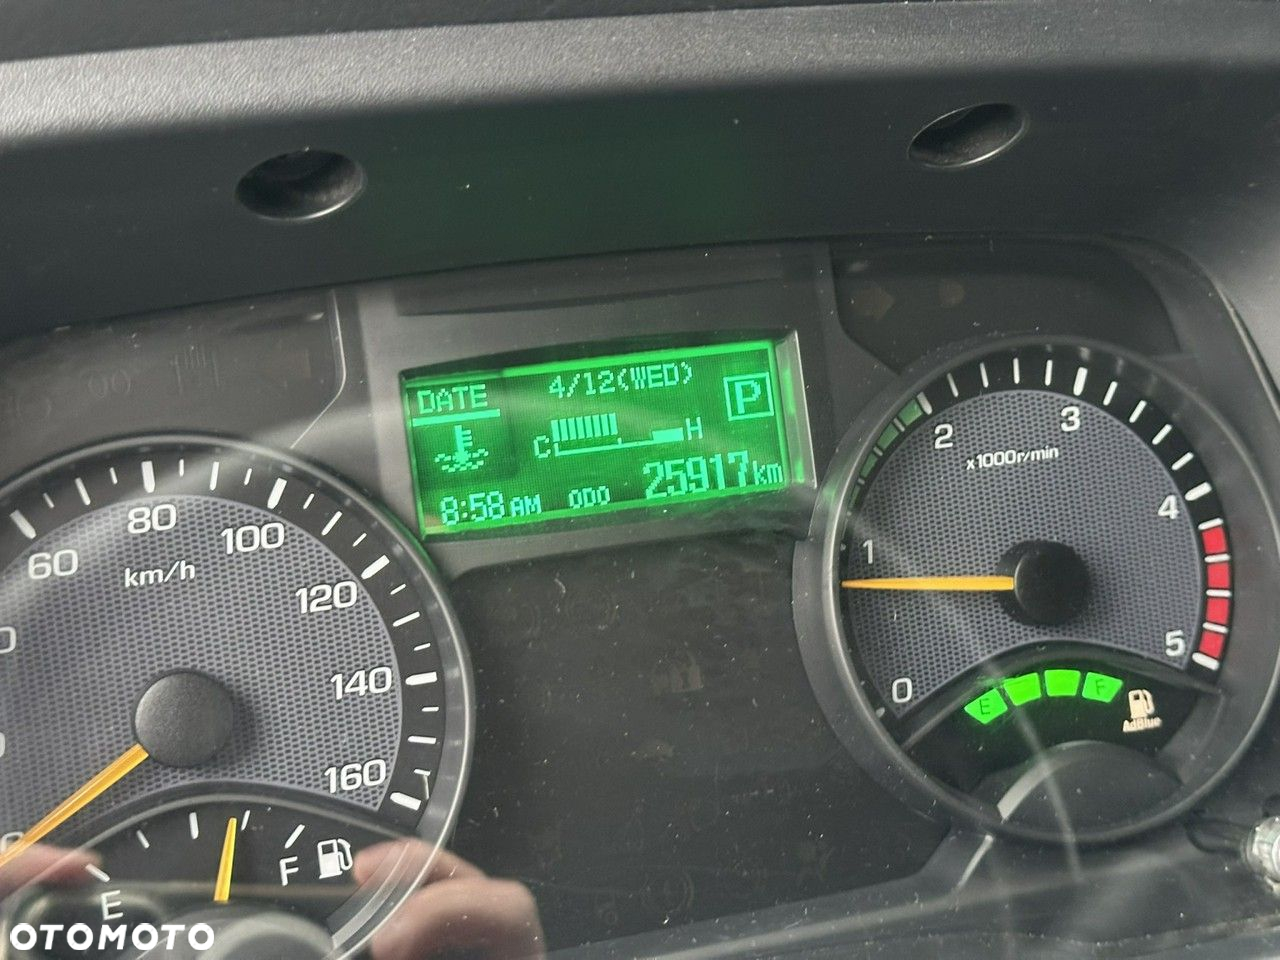 DATE 4/12(WED) P
C H
8:58AM ODO 25917km
60
80
100
120
140
160
km/h
E F
0
1
2
3
4
5
x1000r/min
E F
AdBlue
OTOMOTO